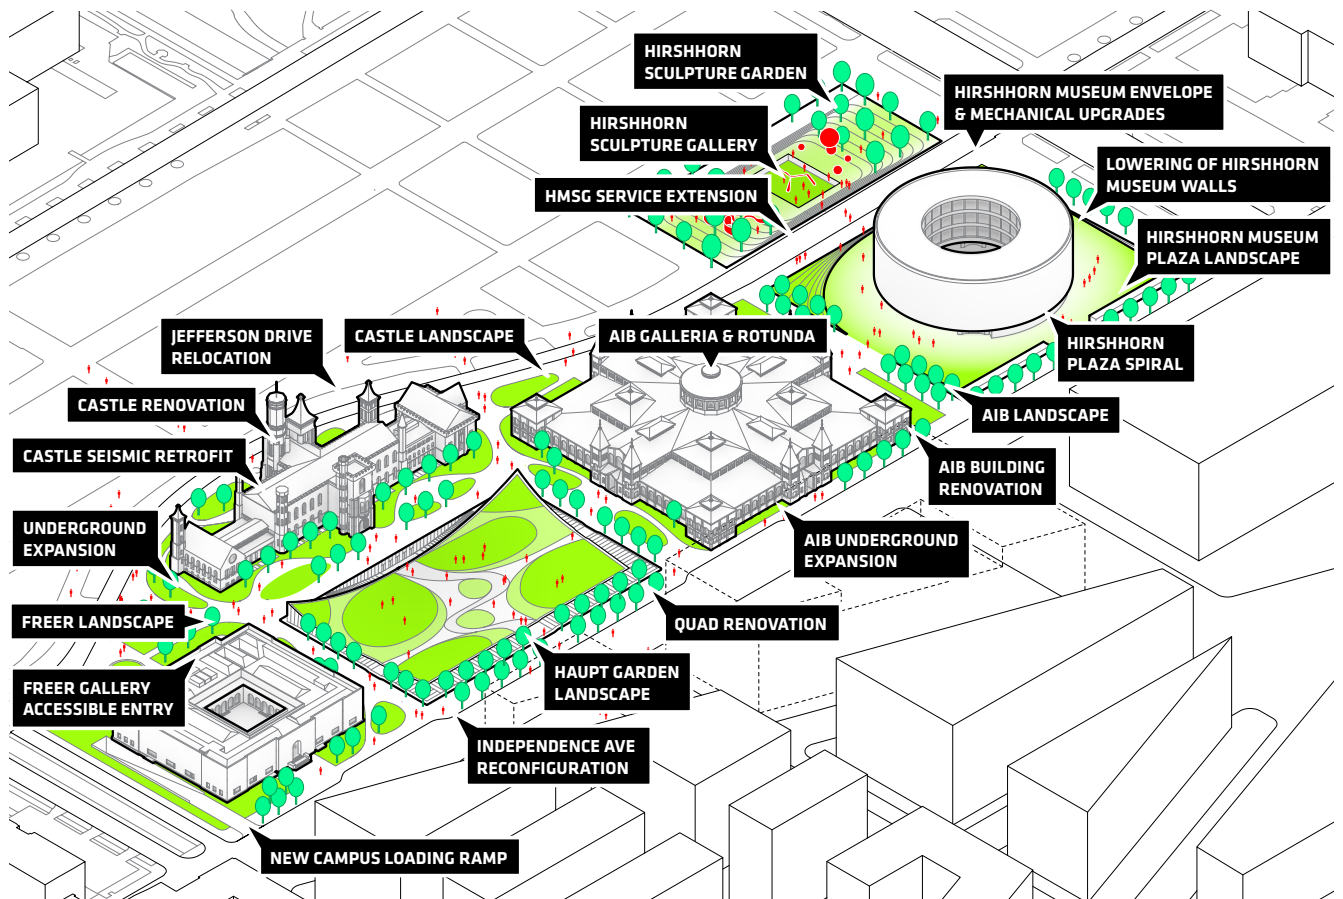 HIRSHHORN
SCULPTURE GARDEN
HIRSHHORN MUSEUM ENVELOPE
& MECHANICAL UPGRADES
HIRSHHORN
SCULPTURE GALLERY
LOWERING OF HIRSHHORN
MUSEUM WALLS
HMSG SERVICE EXTENSION
HIRSHHORN MUSEUM
PLAZA LANDSCAPE
JEFFERSON DRIVE
RELOCATION
CASTLE LANDSCAPE
AIB GALLERIA & ROTUNDA
HIRSHHORN
PLAZA SPIRAL
CASTLE RENOVATION
AIB LANDSCAPE
CASTLE SEISMIC RETROFIT
AIB BUILDING
RENOVATION
UNDERGROUND
EXPANSION
AIB UNDERGROUND
EXPANSION
FREER LANDSCAPE
QUAD RENOVATION
FREER GALLERY
ACCESSIBLE ENTRY
HAUPT GARDEN
LANDSCAPE
INDEPENDENCE AVE
RECONFIGURATION
NEW CAMPUS LOADING RAMP